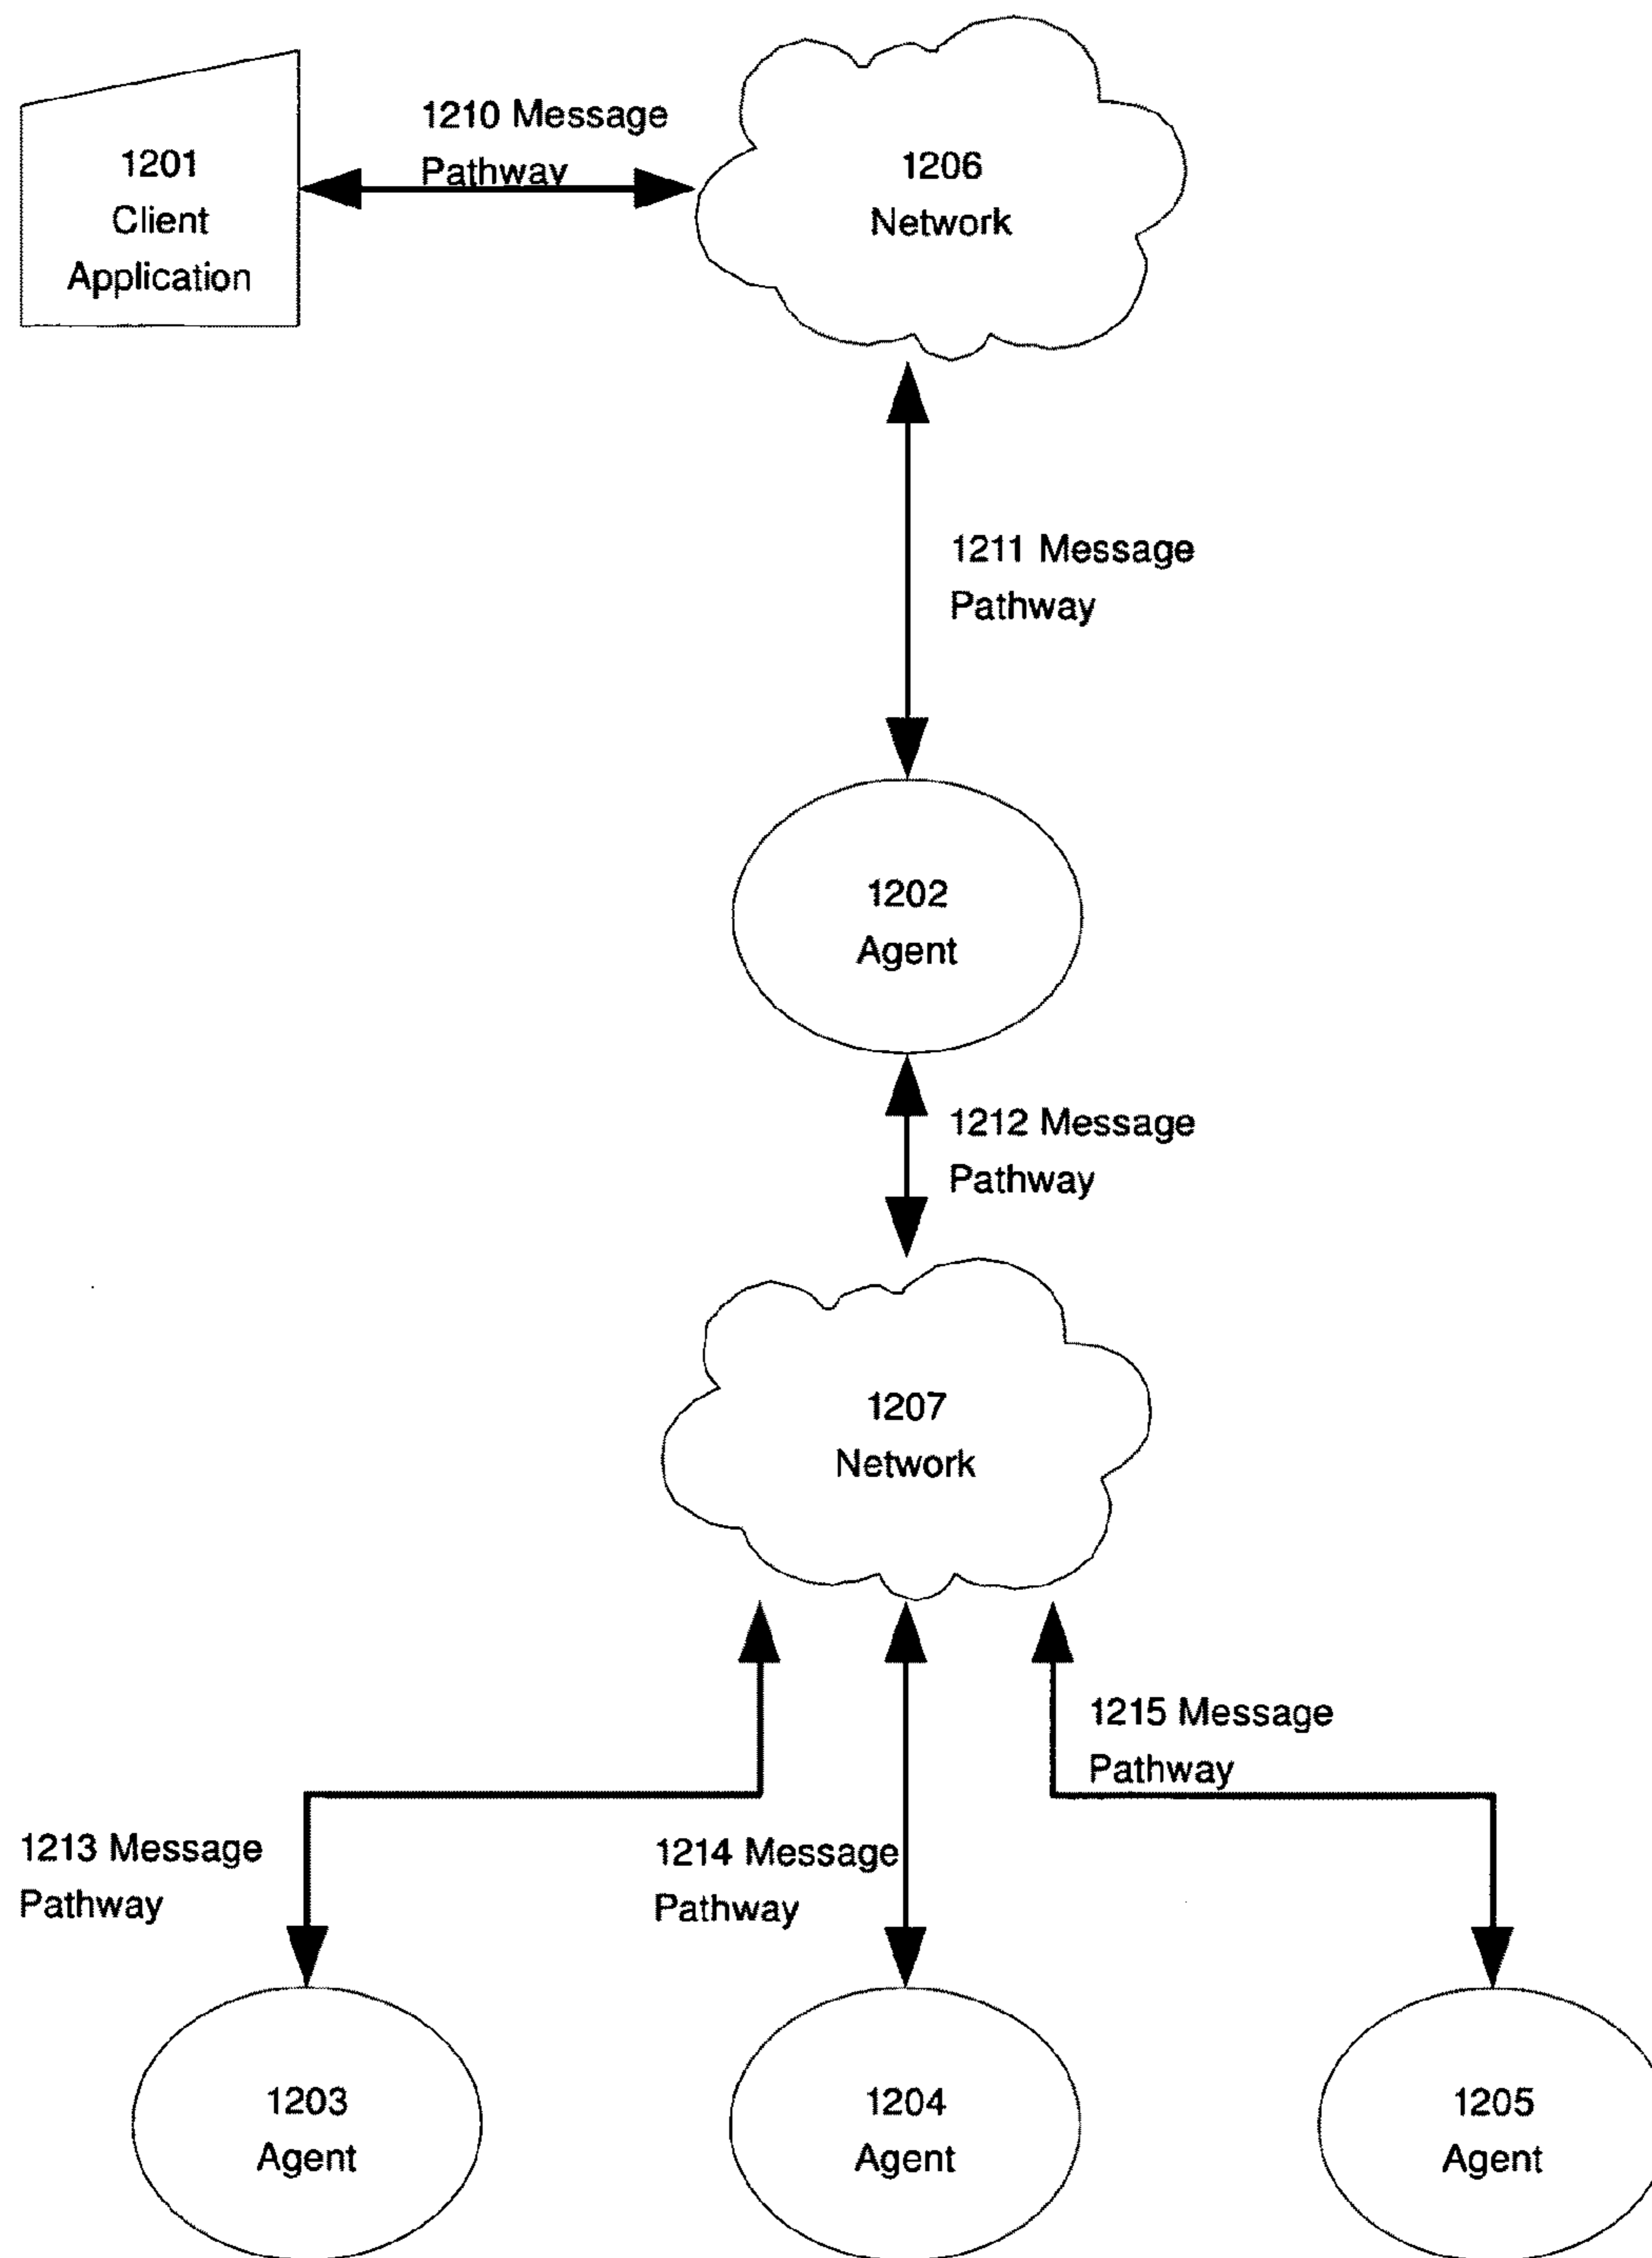 1201
Client
Application
1210 Message
Pathway
1206
Network
1211 Message
Pathway
1202
Agent
1212 Message
Pathway
1207
Network
1215 Message
Pathway
1213 Message
Pathway
1214 Message
Pathway
1203
Agent
1204
Agent
1205
Agent